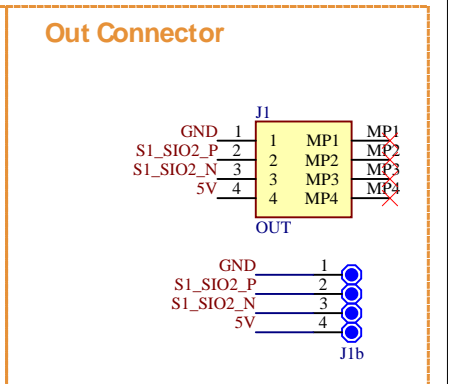 Out Connector
J1
GND 1 1 MP1 MP1
S1_SIO2_P 2 2 MP2 MP2
S1_SIO2_N 3 3 MP3 MP3
5V 4 4 MP4 MP4
OUT
GND 1
S1_SIO2_P 2
S1_SIO2_N 3
5V 4
J1b